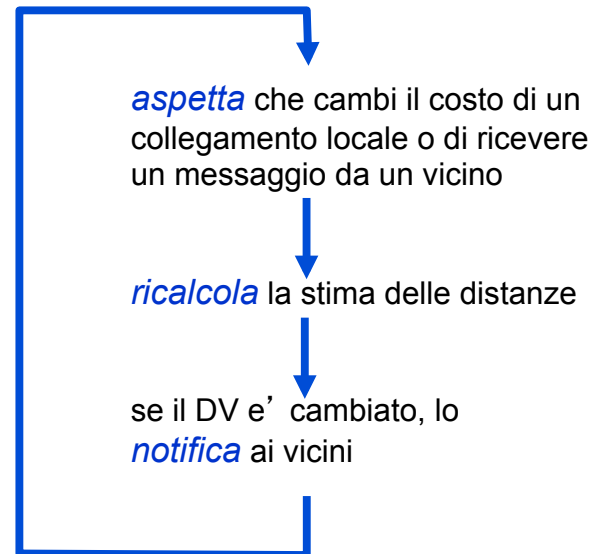 aspetta che cambi il costo di un
collegamento locale o di ricevere
un messaggio da un vicino
ricalcola la stima delle distanze
se il DV e’ cambiato, lo
notifica ai vicini